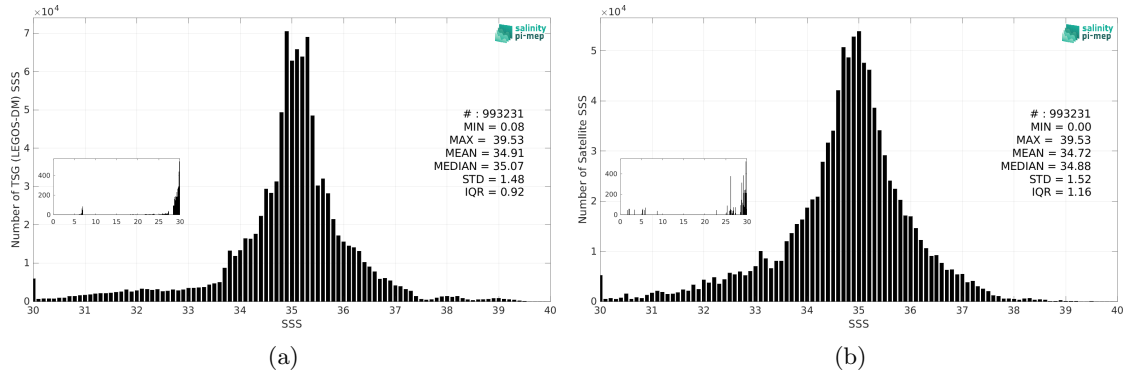 ×10⁴
salinity
pi-mep
7
6
5
4
3
2
1
0
Number of TSG (LEGOS-DM) SSS
# : 993231
MIN = 0.08
MAX = 39.53
MEAN = 34.91
MEDIAN = 35.07
STD = 1.48
IQR = 0.92
400
200
0
0 5 10 15 20 25 30
30 31 32 33 34 35 36 37 38 39 40
SSS
(a)
×10⁴
salinity
pi-mep
5
4
3
2
1
0
Number of Satellite SSS
# : 993231
MIN = 0.00
MAX = 39.53
MEAN = 34.72
MEDIAN = 34.88
STD = 1.52
IQR = 1.16
400
200
0
0 5 10 15 20 25 30
30 31 32 33 34 35 36 37 38 39 40
SSS
(b)